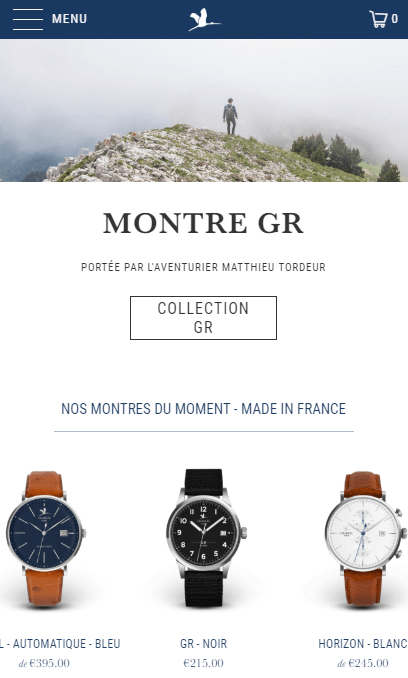 MENU
0
MONTRE GR
PORTÉE PAR L'AVENTURIER MATTHIEU TORDEUR
COLLECTION
GR
NOS MONTRES DU MOMENT - MADE IN FRANCE
L - AUTOMATIQUE - BLEU
GR - NOIR
HORIZON - BLANC
de €395.00
€215.00
de €245.00